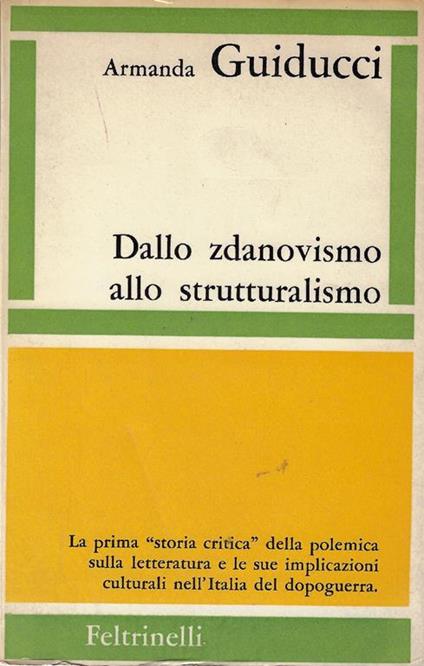 Armanda Guiducci
Dallo zdanovismo
allo strutturalismo
La prima “storia critica” della polemica
sulla letteratura e le sue implicazioni
culturali nell'Italia del dopoguerra.
Feltrinelli